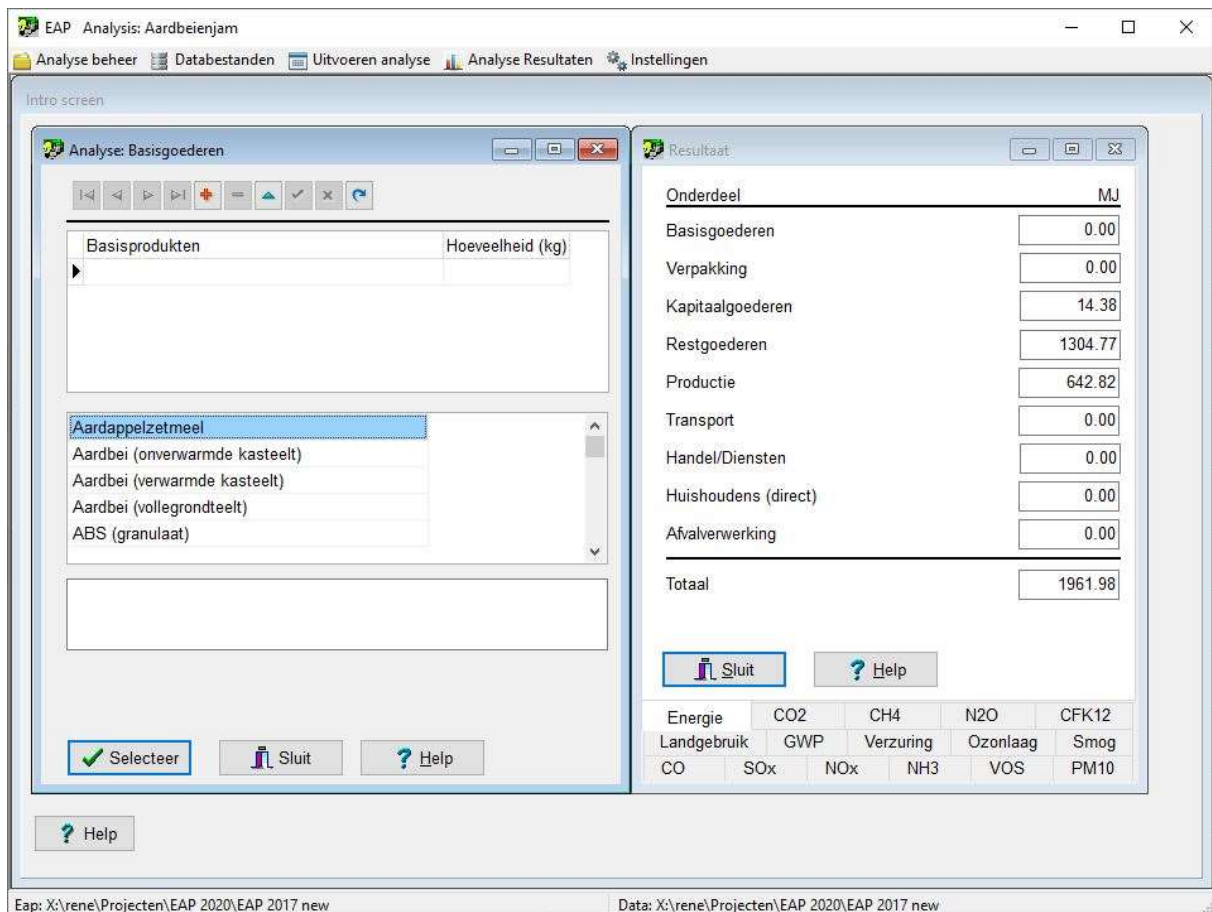 EAP Analysis: Aardbeienjam
Analyse beheer Databestanden Uitvoeren analyse Analyse Resultaten Instellingen
Intro screen
Analyse: Basisgoederen
Basisprodukten Hoeveelheid (kg)
Aardappelzetmeel
Aardbei (onverwarmde kasteelt)
Aardbei (verwarmde kasteelt)
Aardbei (vollegrondteelt)
ABS (granulaat)
Selecteer Sluit Help
Resultaat
Onderdeel MJ
Basisgoederen 0.00
Verpakking 0.00
Kapitaalgoederen 14.38
Restgoederen 1304.77
Productie 642.82
Transport 0.00
Handel/Diensten 0.00
Huishoudens (direct) 0.00
Afvalverwerking 0.00
Totaal 1961.98
Sluit Help
Energie CO2 CH4 N2O CFK12
Landgebruik GWP Verzuring Ozonlaag Smog
CO SOx NOx NH3 VOS PM10
Help
Eap: X:\rene\Projecten\EAP 2020\EAP 2017 new Data: X:\rene\Projecten\EAP 2020\EAP 2017 new